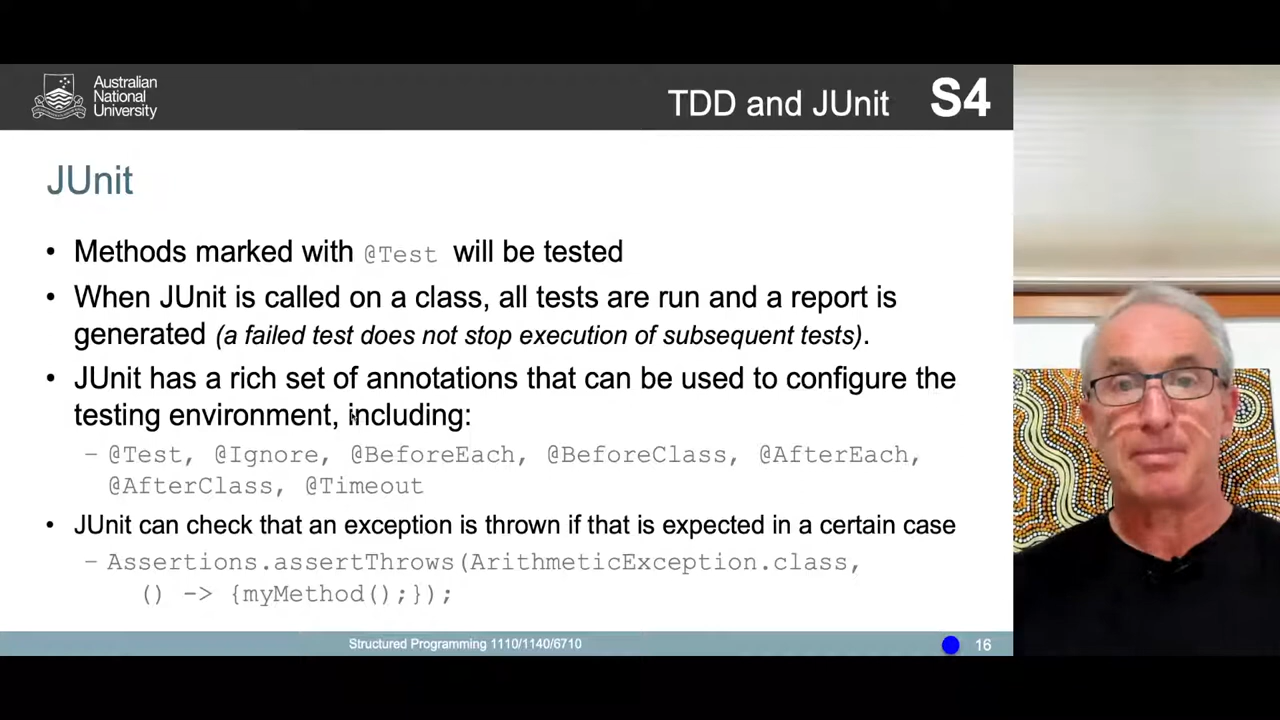 Australian
National
University
TDD and JUnit S4
JUnit
• Methods marked with @Test will be tested
• When JUnit is called on a class, all tests are run and a report is
generated (a failed test does not stop execution of subsequent tests).
• JUnit has a rich set of annotations that can be used to configure the
testing environment, including:
– @Test, @Ignore, @BeforeEach, @BeforeClass, @AfterEach,
@AfterClass, @Timeout
• JUnit can check that an exception is thrown if that is expected in a certain case
– Assertions.assertThrows(ArithmeticException.class,
() -> {myMethod();});
Structured Programming 1110/1140/6710
16